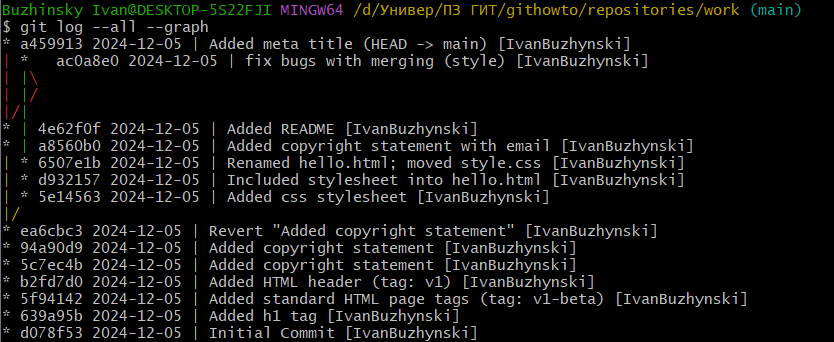 Buzhinsky Ivan@DESKTOP-5S22FJI MINGW64 /d/Универ/ПЗ ГИТ/githowto/repositories/work (main)
$ git log --all --graph
* a459913 2024-12-05 | Added meta title (HEAD -> main) [IvanBuzhynski]
| *   ac0a8e0 2024-12-05 | fix bugs with merging (style) [IvanBuzhynski]
| |\
| |/
|/|
* | 4e62f0f 2024-12-05 | Added README [IvanBuzhynski]
* | a8560b0 2024-12-05 | Added copyright statement with email [IvanBuzhynski]
| * 6507e1b 2024-12-05 | Renamed hello.html; moved style.css [IvanBuzhynski]
| * d932157 2024-12-05 | Included stylesheet into hello.html [IvanBuzhynski]
| * 5e14563 2024-12-05 | Added css stylesheet [IvanBuzhynski]
|/
* ea6cbc3 2024-12-05 | Revert "Added copyright statement" [IvanBuzhynski]
* 94a90d9 2024-12-05 | Added copyright statement [IvanBuzhynski]
* 5c7ec4b 2024-12-05 | Added copyright statement [IvanBuzhynski]
* b2fd7d0 2024-12-05 | Added HTML header (tag: v1) [IvanBuzhynski]
* 5f94142 2024-12-05 | Added standard HTML page tags (tag: v1-beta) [IvanBuzhynski]
* 639a95b 2024-12-05 | Added h1 tag [IvanBuzhynski]
* d078f53 2024-12-05 | Initial Commit [IvanBuzhynski]